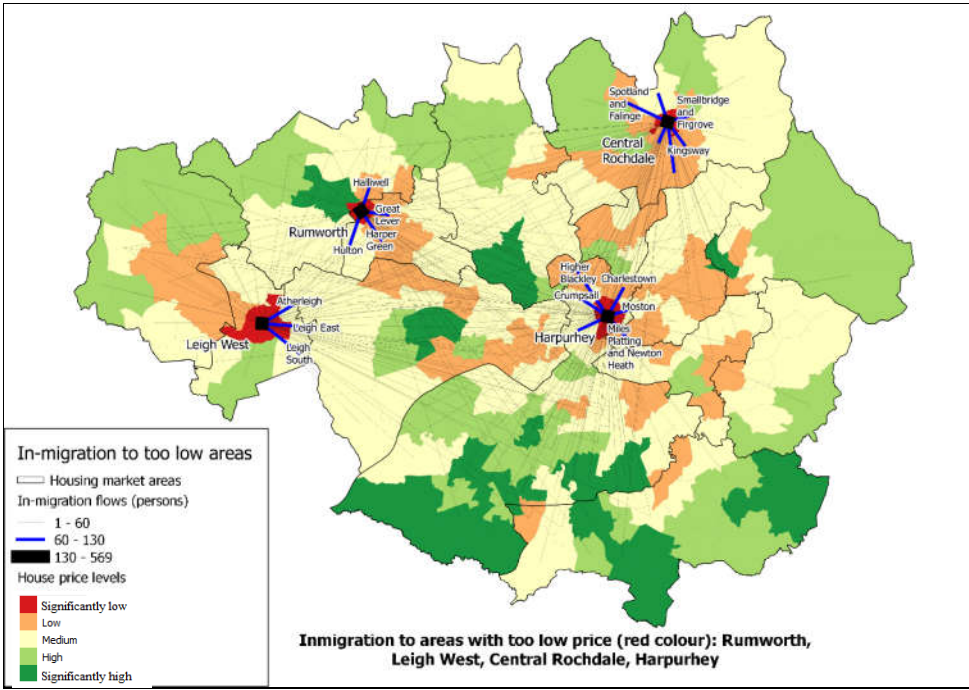 Spotland
and
Falinge
Smallbridge
and
Firgrove
Kingsway
Central
Rochdale
Halliwell
Great
Lever
Rumworth
Harper
Green
Hulton
Higher
Blackley
Charlestown
Crumpsall
Moston
Harpurhey
Miles
Platting
and Newton
Heath
Atherleigh
Leigh East
Leigh West
Leigh
South
In-migration to too low areas
Housing market areas
In-migration flows (persons)
1 - 60
60 - 130
130 - 569
House price levels
Significantly low
Low
Medium
High
Significantly high
Inmigration to areas with too low price (red colour): Rumworth,
Leigh West, Central Rochdale, Harpurhey